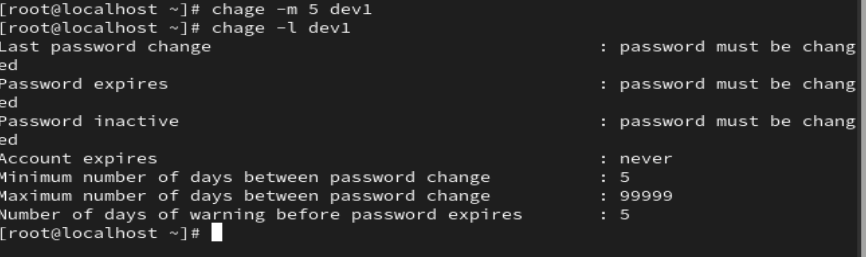 [root@localhost ~]# chage -m 5 dev1
[root@localhost ~]# chage -l dev1
Last password change                                    : password must be chang
ed
Password expires                                        : password must be chang
ed
Password inactive                                       : password must be chang
ed
Account expires                                         : never
Minimum number of days between password change          : 5
Maximum number of days between password change          : 99999
Number of days of warning before password expires       : 5
[root@localhost ~]#